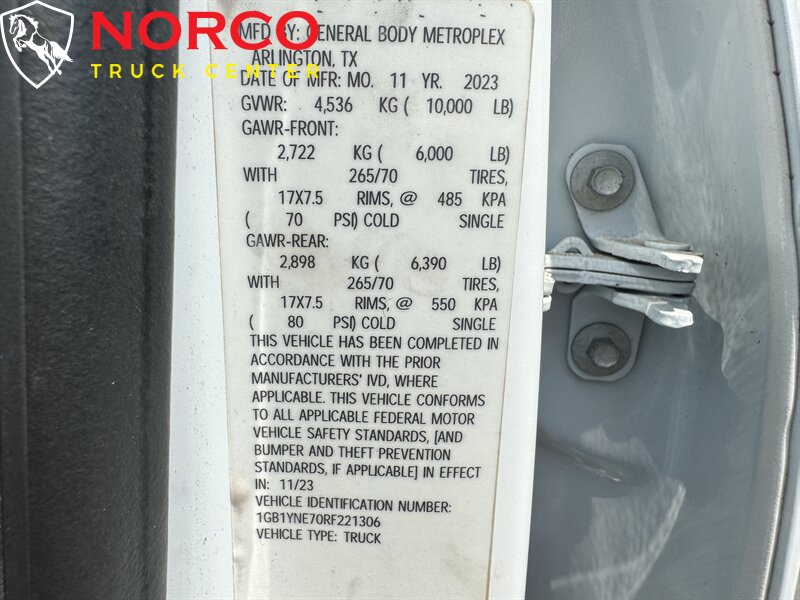 NORCO
TRUCK CENTER
MFD BY: GENERAL BODY METROPLEX
ARLINGTON, TX
DATE OF MFR: MO. 11 YR. 2023
GVWR: 4,536 KG ( 10,000 LB)
GAWR-FRONT:
2,722 KG ( 6,000 LB)
WITH 265/70 TIRES,
17X7.5 RIMS, @ 485 KPA
( 70 PSI) COLD SINGLE
GAWR-REAR:
2,898 KG ( 6,390 LB)
WITH 265/70 TIRES,
17X7.5 RIMS, @ 550 KPA
( 80 PSI) COLD SINGLE
THIS VEHICLE HAS BEEN COMPLETED IN
ACCORDANCE WITH THE PRIOR
MANUFACTURERS' IVD, WHERE
APPLICABLE. THIS VEHICLE CONFORMS
TO ALL APPLICABLE FEDERAL MOTOR
VEHICLE SAFETY STANDARDS, [AND
BUMPER AND THEFT PREVENTION
STANDARDS, IF APPLICABLE] IN EFFECT
IN: 11/23
VEHICLE IDENTIFICATION NUMBER:
1GB1YNE70RF221306
VEHICLE TYPE: TRUCK